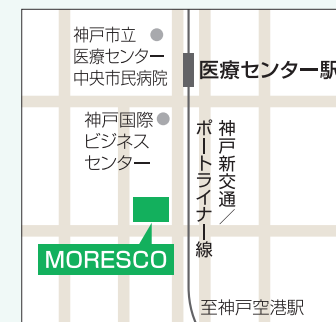 神戸市立
医療センター
中央市民病院
医療センター駅
神戸国際
ビジネス
センター
神戸新交通／
ポートライナー線
MORESCO
至神戸空港駅